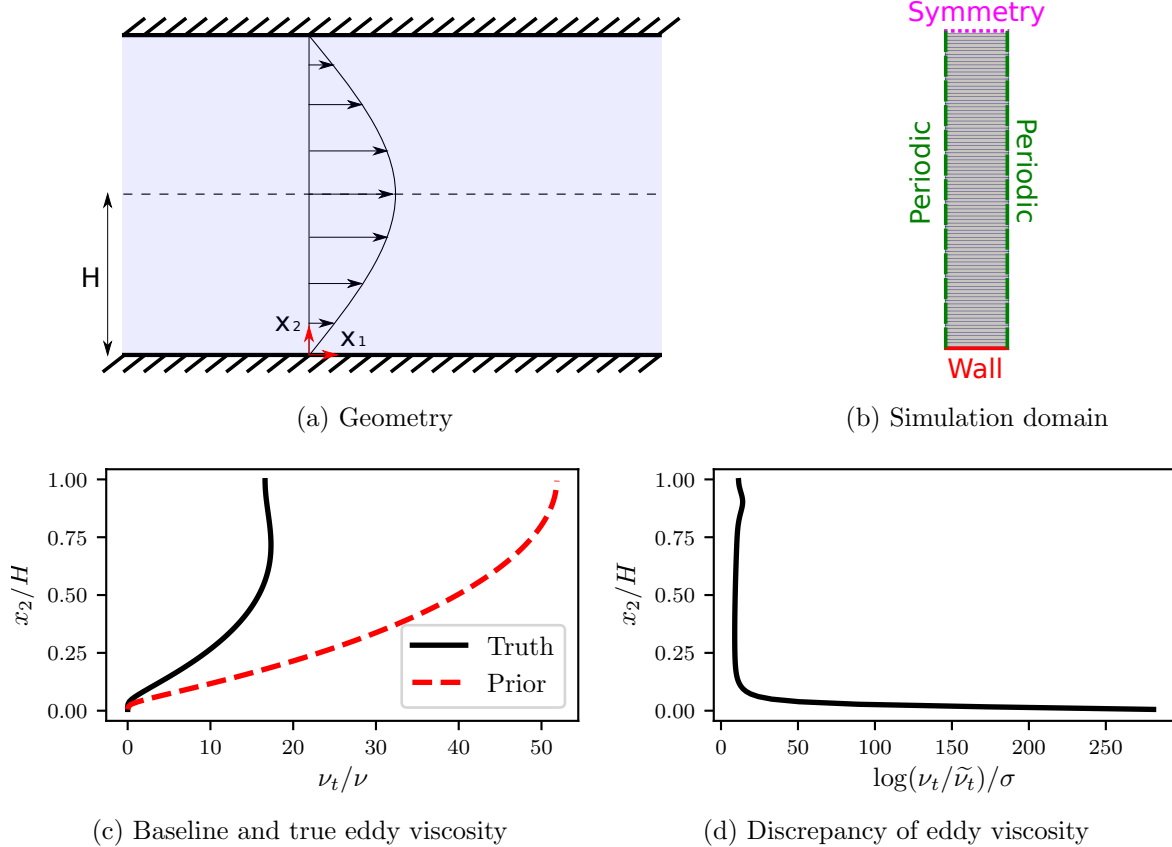 H
x₂
x₁
(a) Geometry
Symmetry
Periodic
Periodic
Wall
(b) Simulation domain
1.00
0.75
0.50
0.25
0.00
x₂/H
0 10 20 30 40 50
νₜ/ν
Truth
Prior
(c) Baseline and true eddy viscosity
1.00
0.75
0.50
0.25
0.00
x₂/H
0 50 100 150 200 250
log(νₜ/ν̃ₜ)/σ
(d) Discrepancy of eddy viscosity